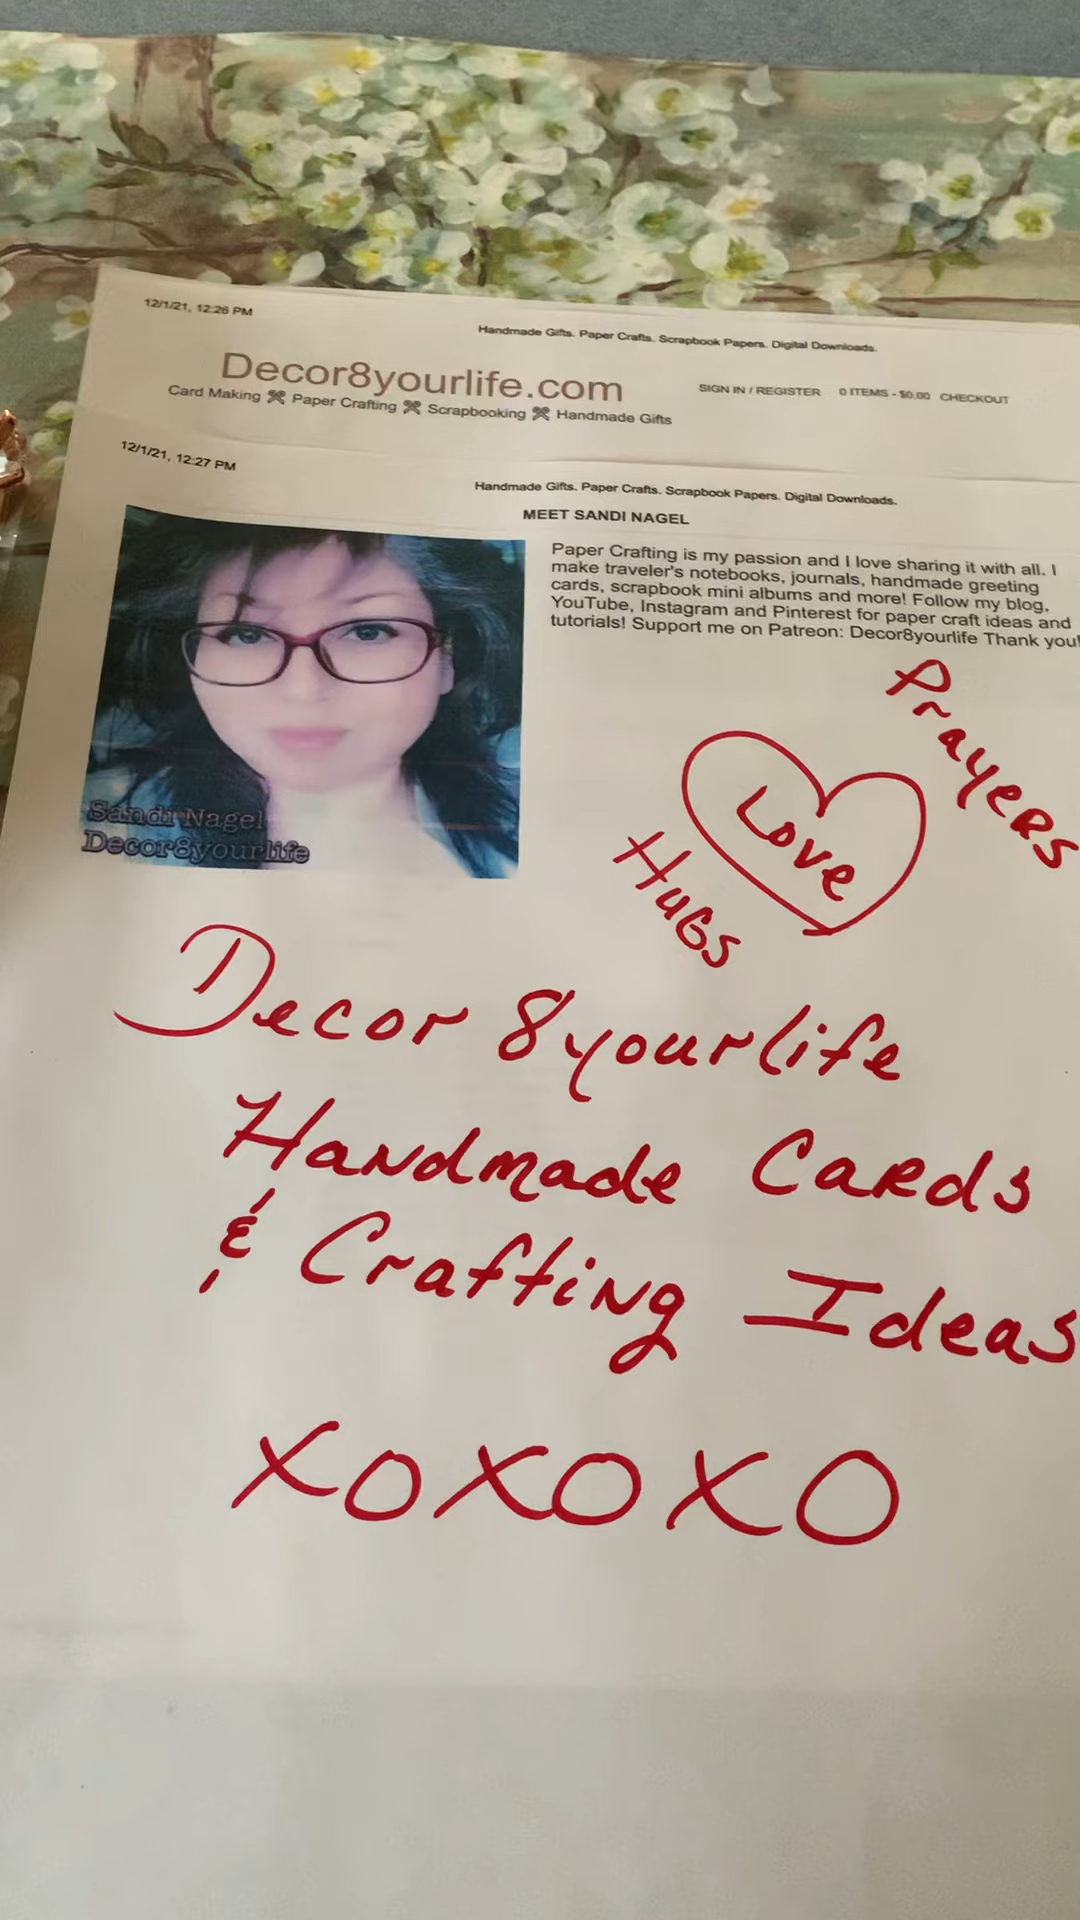 12/1/21, 12:26 PM
Handmade Gifts. Paper Crafts. Scrapbook Papers. Digital Downloads.
Decor8yourlife.com
SIGN IN / REGISTER 0 ITEMS - $0.00 CHECKOUT
Card Making Paper Crafting Scrapbooking Handmade Gifts
12/1/21, 12:27 PM
Handmade Gifts. Paper Crafts. Scrapbook Papers. Digital Downloads.
MEET SANDI NAGEL
Paper Crafting is my passion and I love sharing it with all. I
make traveler's notebooks, journals, handmade greeting
cards, scrapbook mini albums and more! Follow my blog,
YouTube, Instagram and Pinterest for paper craft ideas and
tutorials! Support me on Patreon: Decor8yourlife Thank you!
Sandi Nagel
Decor8yourlife
Prayers
Love
Hugs
Decor 8yourlife
Handmade Cards
& Crafting Ideas
XOXOXO